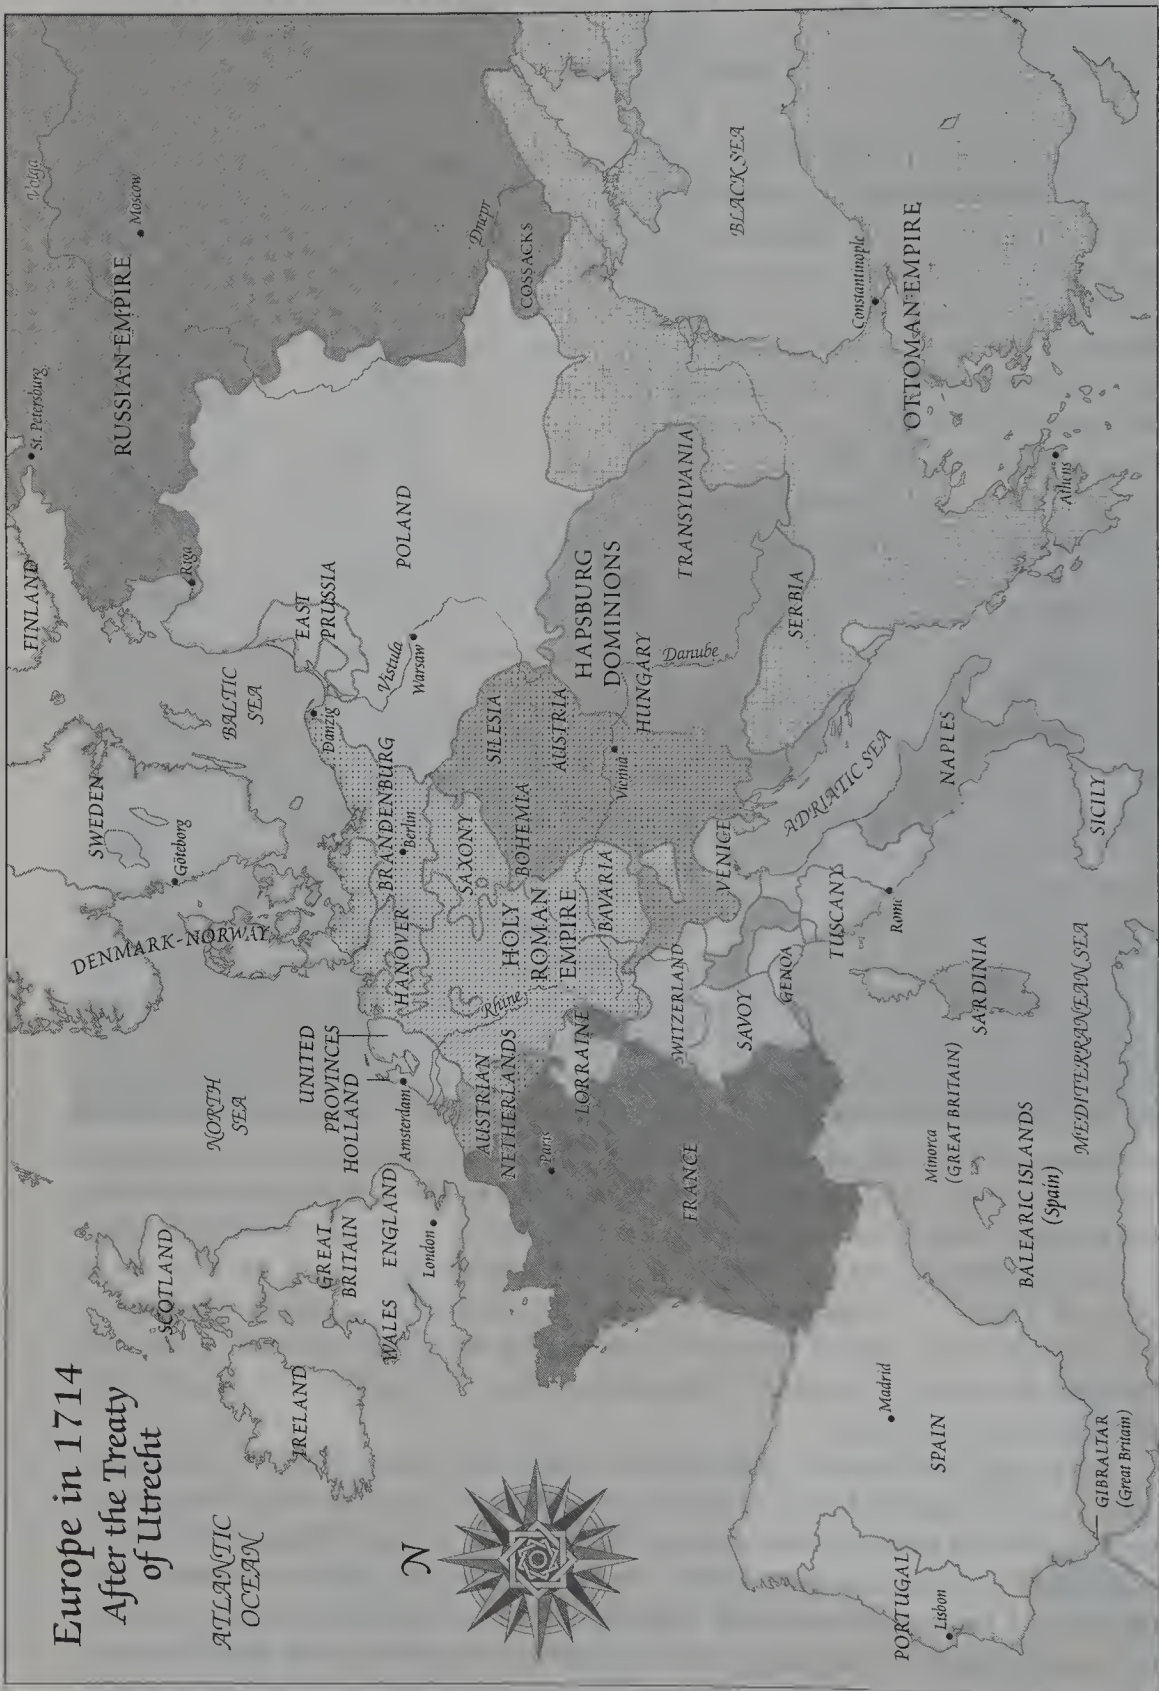 Europe in 1714
After the Treaty
of Utrecht
ATLANTIC
OCEAN
N
SCOTLAND
IRELAND
GREAT
BRITAIN
WALES
ENGLAND
London
NORTH
SEA
DENMARK-NORWAY
SWEDEN
Göteborg
BALTIC
SEA
FINLAND
St. Petersburg
Riga
RUSSIAN EMPIRE
Moscow
Volga
UNITED
PROVINCES
HOLLAND
Amsterdam
AUSTRIAN
NETHERLANDS
HANOVER
BRANDENBURG
Berlin
Danzig
EAST
PRUSSIA
Vistula
Warsaw
POLAND
Dnepr
COSSACKS
SAXONY
SILESIA
BOHEMIA
AUSTRIA
Vienna
HOLY
ROMAN
EMPIRE
Rhine
BAVARIA
LORRAINE
Paris
FRANCE
SWITZERLAND
SAVOY
GENOA
VENICE
TUSCANY
Rome
HAPSBURG
DOMINIONS
HUNGARY
Danube
TRANSYLVANIA
SERBIA
BLACK SEA
Constantinople
OTTOMAN EMPIRE
Athens
ADRIATIC SEA
NAPLES
SICILY
SARDINIA
MEDITERRANEAN SEA
Minorca
(GREAT BRITAIN)
BALEARIC ISLANDS
(Spain)
Madrid
SPAIN
PORTUGAL
Lisbon
GIBRALTAR
(Great Britain)